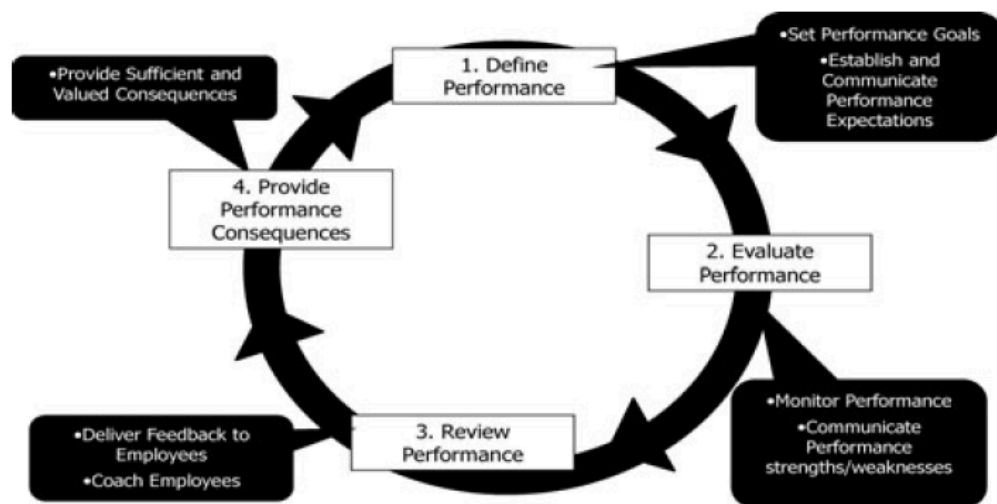 1. Define
Performance
•Set Performance Goals
•Establish and
Communicate
Performance
Expectations
2. Evaluate
Performance
•Monitor Performance
•Communicate
Performance
strengths/weaknesses
3. Review
Performance
•Deliver Feedback to
Employees
•Coach Employees
4. Provide
Performance
Consequences
•Provide Sufficient and
Valued Consequences